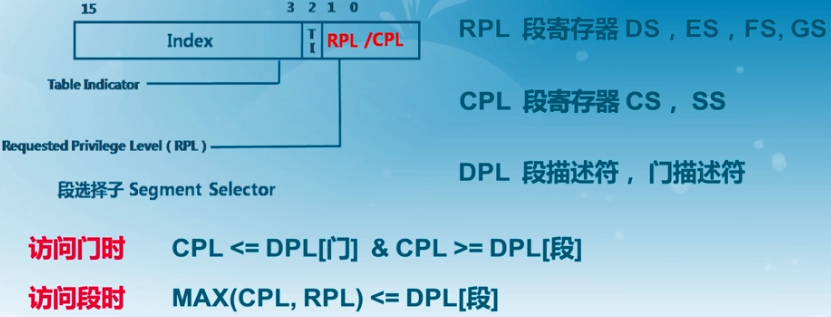 15 3 2 1 0
Index TI RPL /CPL
Table Indicator
Requested Privilege Level ( RPL )
段选择子 Segment Selector
RPL 段寄存器 DS , ES , FS, GS
CPL 段寄存器 CS , SS
DPL 段描述符 , 门描述符
访问门时 CPL <= DPL[门] & CPL >= DPL[段]
访问段时 MAX(CPL, RPL) <= DPL[段]